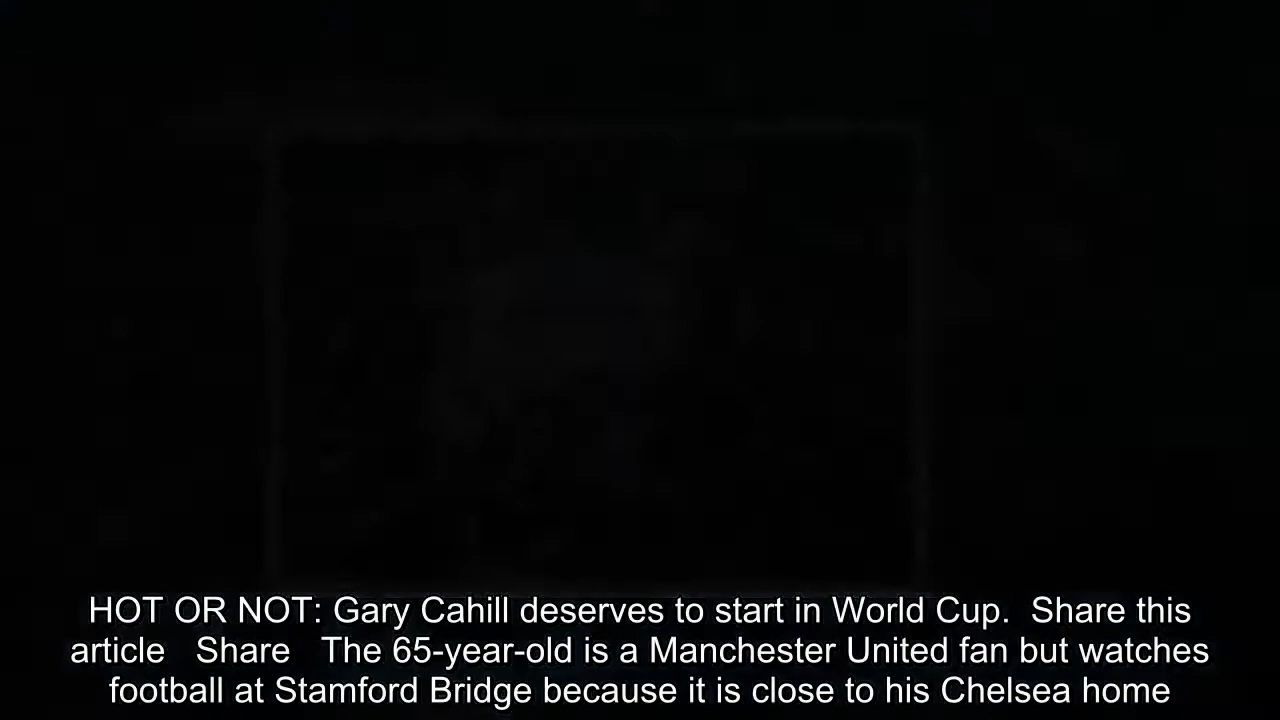 HOT OR NOT: Gary Cahill deserves to start in World Cup.  Share this
article   Share   The 65-year-old is a Manchester United fan but watches
football at Stamford Bridge because it is close to his Chelsea home